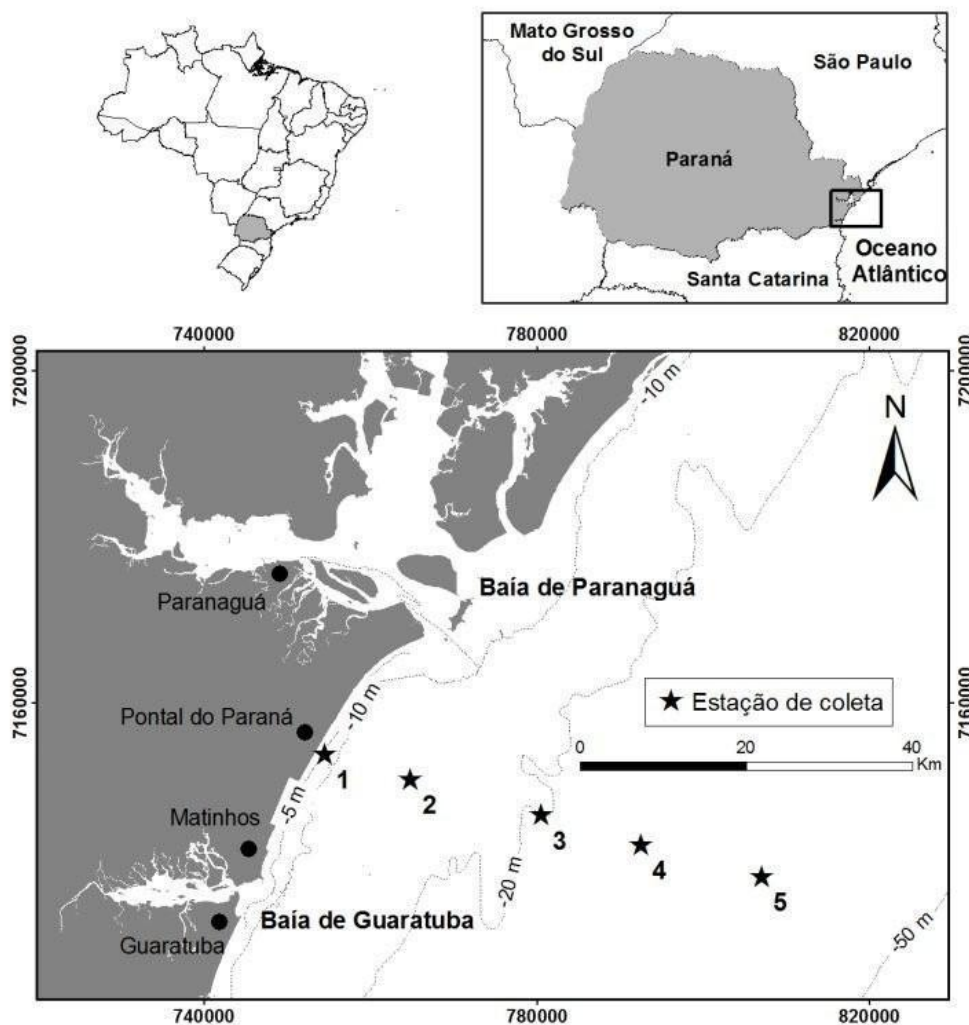 Mato Grosso
do Sul
São Paulo
Paraná
Oceano
Atlântico
Santa Catarina
740000
780000
820000
7200000
7200000
-10 m
N
Baía de Paranaguá
Paranaguá
7160000
7160000
Estação de coleta
Pontal do Paraná
-10 m
0
20
40
Km
1
2
-5 m
Matinhos
3
4
-20 m
5
Baía de Guaratuba
Guaratuba
-50 m
740000
780000
820000